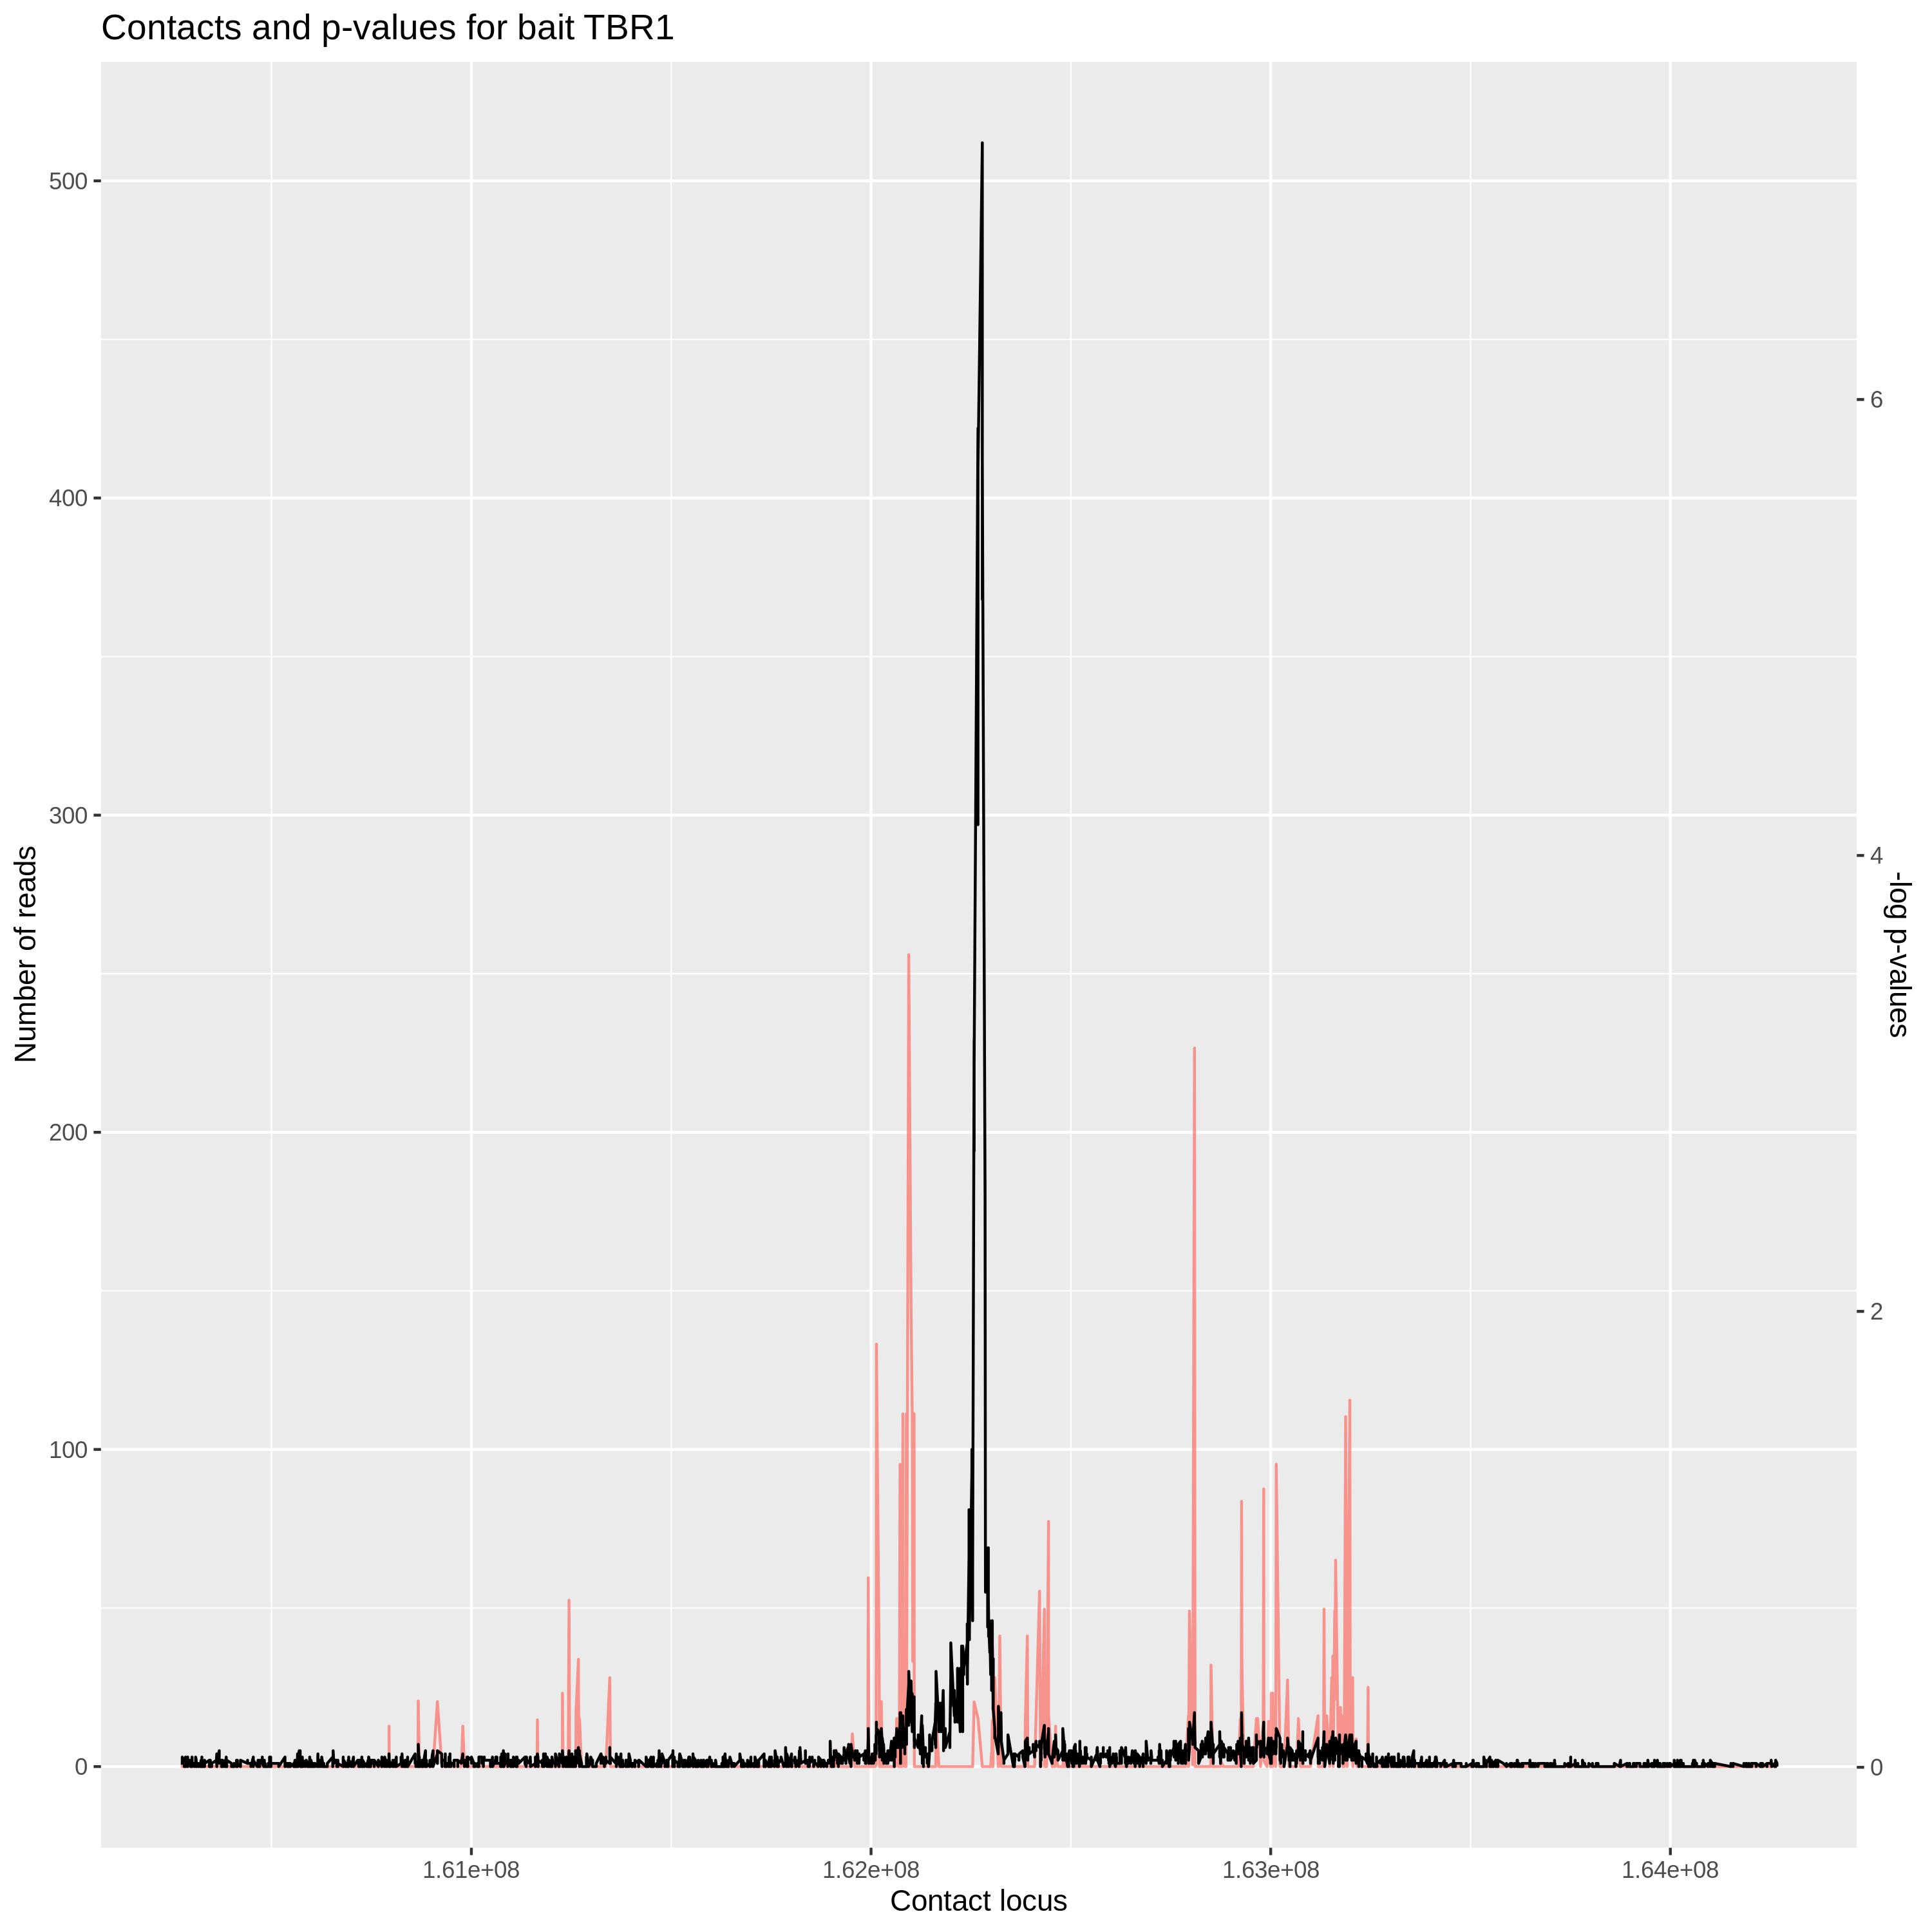 Contacts and p-values for bait TBR1
500
400
300
200
100
0
Number of reads
6
4
2
0
-log p-values
1.61e+08
1.62e+08
1.63e+08
1.64e+08
Contact locus